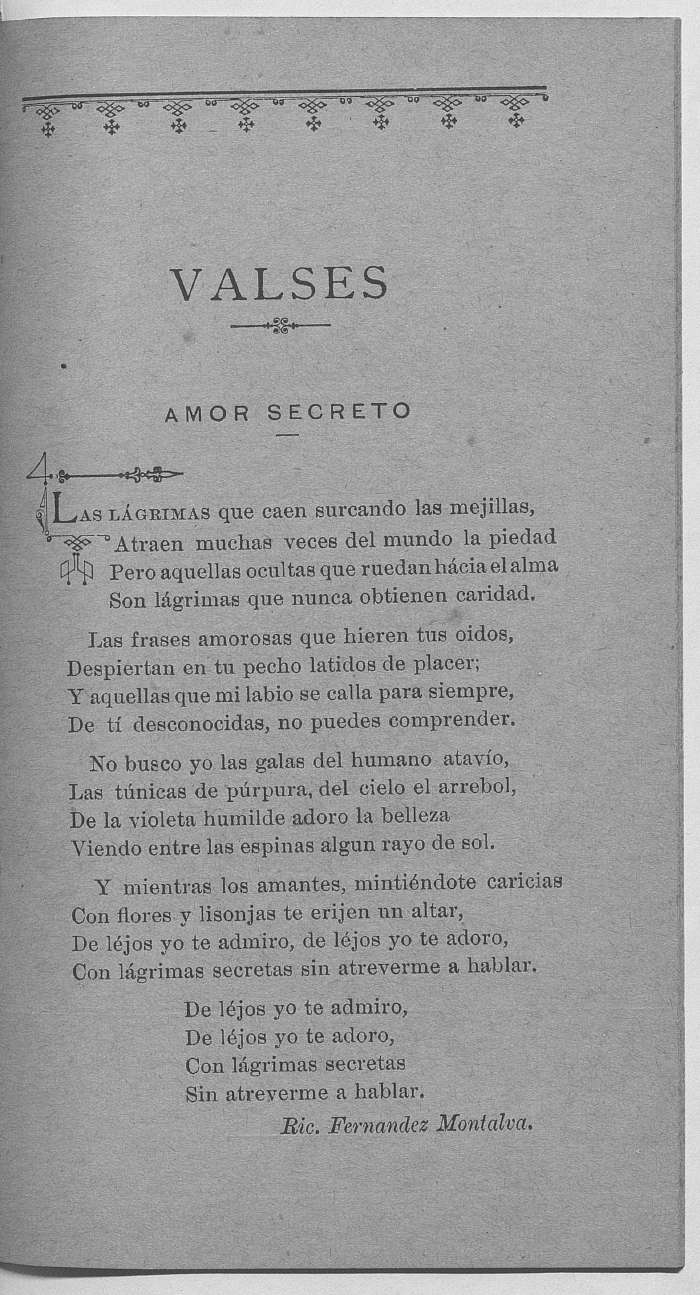 VALSES
AMOR SECRETO
LAS LÁGRIMAS que caen surcando las mejillas,
Atraen muchas veces del mundo la piedad
Pero aquellas ocultas que ruedan hácia el alma
Son lágrimas que nunca obtienen caridad.
Las frases amorosas que hieren tus oidos,
Despiertan en tu pecho latidos de placer;
Y aquellas que mi labio se calla para siempre,
De tí desconocidas, no puedes comprender.
No busco yo las galas del humano atavío,
Las túnicas de púrpura, del cielo el arrebol,
De la violeta humilde adoro la belleza
Viendo entre las espinas algun rayo de sol.
Y mientras los amantes, mintiéndote caricias
Con flores y lisonjas te erijen un altar,
De léjos yo te admiro, de léjos yo te adoro,
Con lágrimas secretas sin atreverme a hablar.
De léjos yo te admiro,
De léjos yo te adoro,
Con lágrimas secretas
Sin atreverme a hablar.
Ric. Fernandez Montalva.